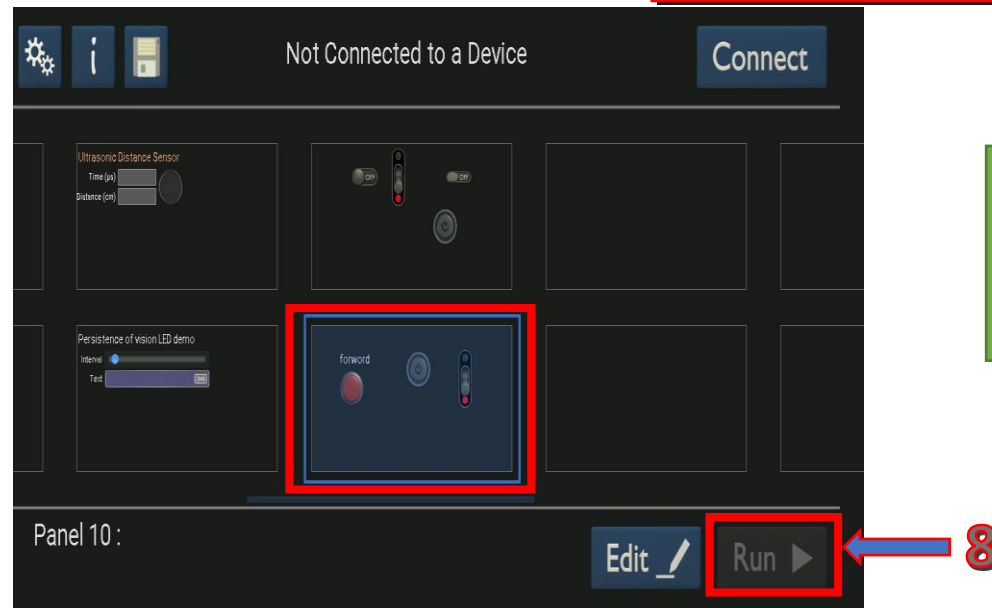 i
Not Connected to a Device
Connect
Ultrasonic Distance Sensor
Time (µs)
Distance (cm)
OFF
OFF
Persistence of vision LED demo
Interval
Text
forword
Panel 10 :
Edit
Run
8